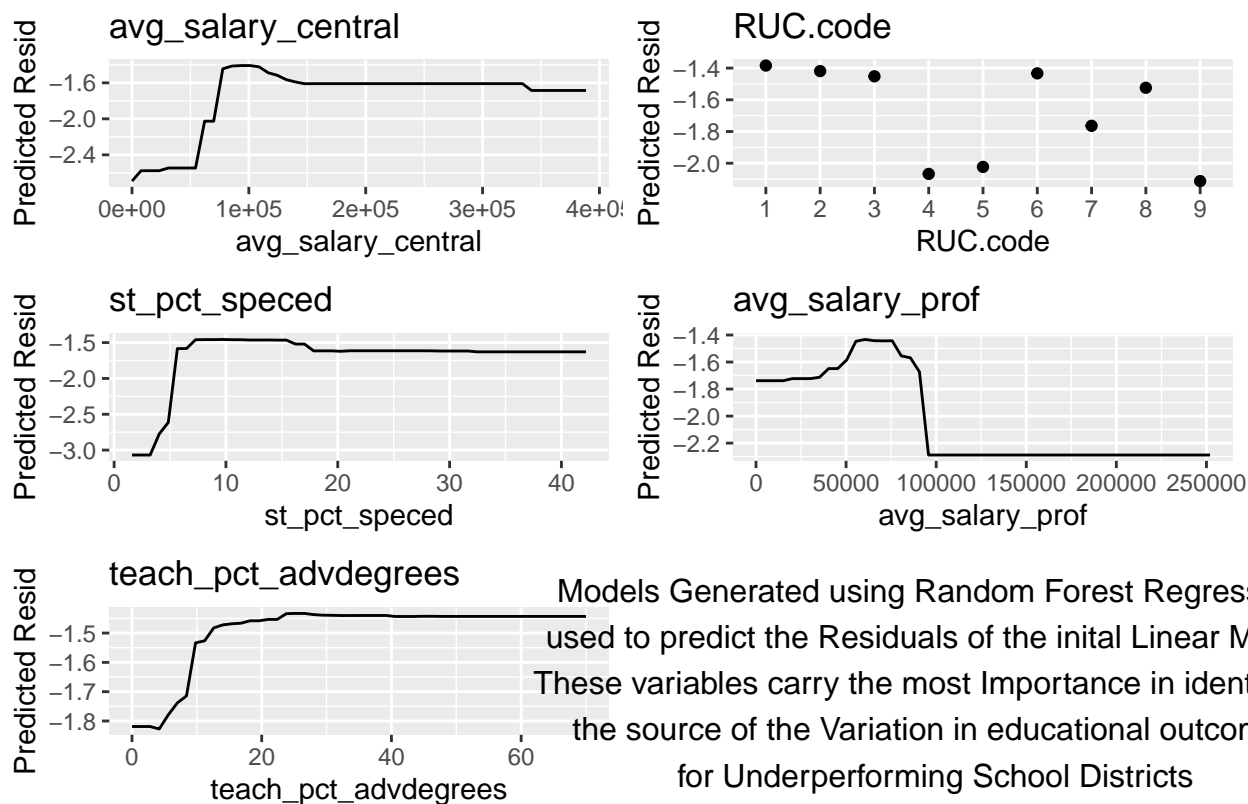 avg_salary_central
Predicted Resid
−1.6
−2.0
−2.4
0e+00 1e+05 2e+05 3e+05
avg_salary_central
RUC.code
Predicted Resid
−1.4
−1.6
−1.8
−2.0
1 2 3 4 5 6 7 8 9
RUC.code
st_pct_speced
Predicted Resid
−1.5
−2.0
−2.5
−3.0
0 10 20 30 40
st_pct_speced
avg_salary_prof
Predicted Resid
−1.4
−1.6
−1.8
−2.0
−2.2
0 50000 100000 150000 200000 250000
avg_salary_prof
teach_pct_advdegrees
Predicted Resid
−1.5
−1.6
−1.7
−1.8
0 20 40 60
teach_pct_advdegrees
Models Generated using Random Forest Regress
used to predict the Residuals of the inital Linear M
These variables carry the most Importance in ident
the source of the Variation in educational outcor
for Underperforming School Districts